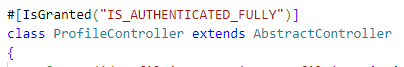 #[IsGranted("IS_AUTHENTICATED_FULLY")]
class ProfileController extends AbstractController
{